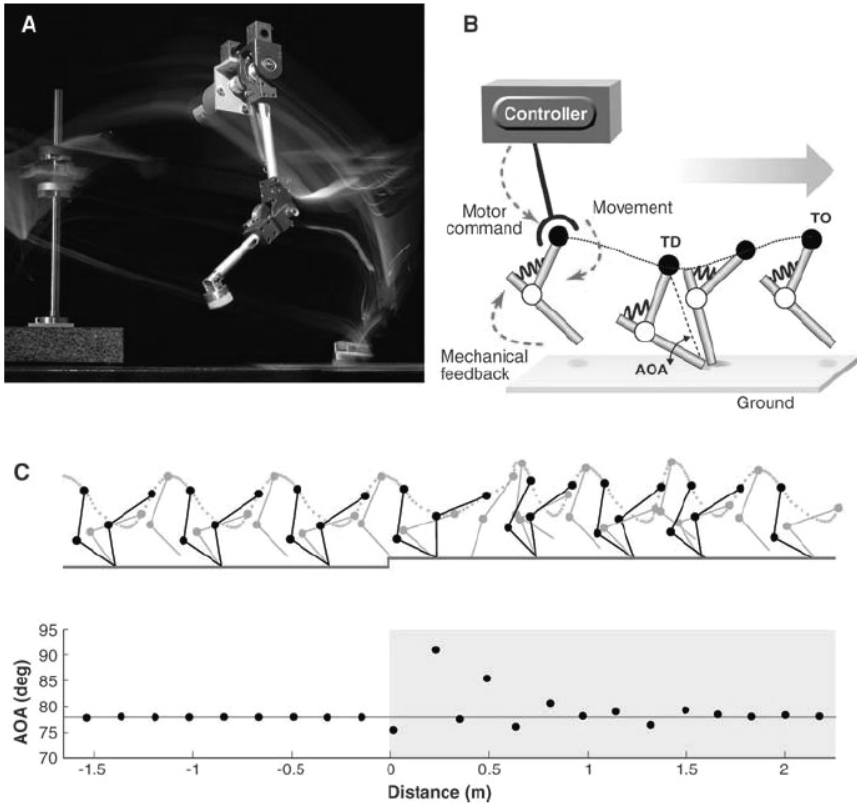 A
B
Controller
Motor
command
Movement
TD
TO
Mechanical
feedback
AOA
Ground
C
AOA (deg)
95
90
85
80
75
70
-1.5
-1
-0.5
0
0.5
1
1.5
2
Distance (m)